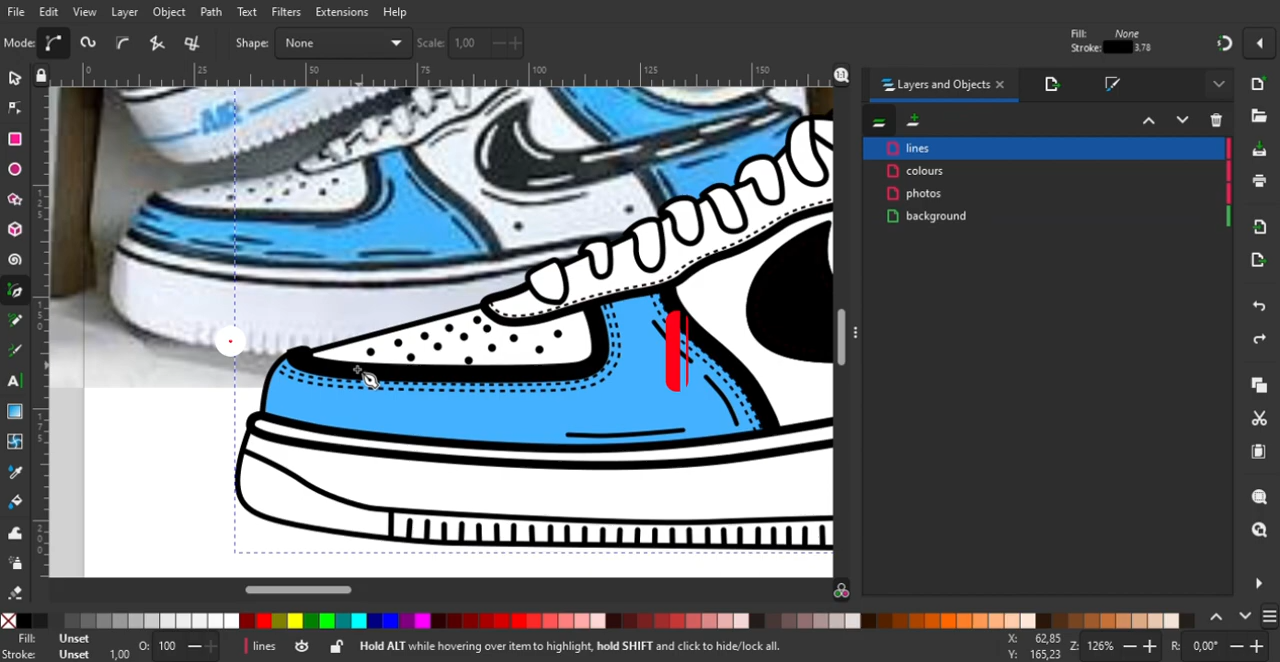 File Edit View Layer Object Path Text Filters Extensions Help
Mode: Shape: None Scale: 1,00 Fill: None
Stroke: 3.78
0 25 50 75 100 125 150
Layers and Objects
lines
colours
photos
background
AIR
Fill: Unset
Stroke: Unset 1,00
O: 100
lines
Hold ALT while hovering over item to highlight, hold SHIFT and click to hide/lock all.
X: 62,85
Y: 165,23
Z: 126%
R: 0,00°